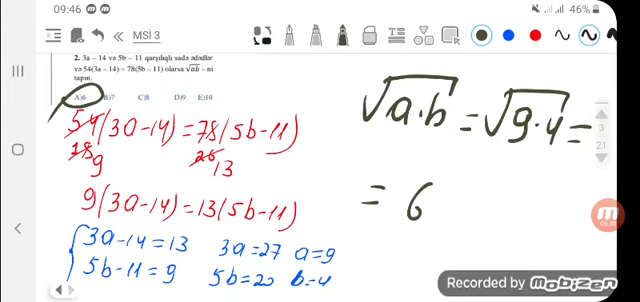 09:46
46%
MSİ 3
2. 3a – 14 və 5b – 11 qarşılıqlı sadə ədədlər
və 54(3a – 14) = 78(5b – 11) olarsa √ab – ni
tapın.
A)6 B)7 C)8 D)9 E)10
54(3a-14)=78(5b-11)
18 26
9 13
9(3a-14)=13(5b-11)
3a-14=13 3a=27 a=9
5b-11=9 5b=20 b=4
√a·b = √9·4 =
= 6
3
21
Recorded by mobizen